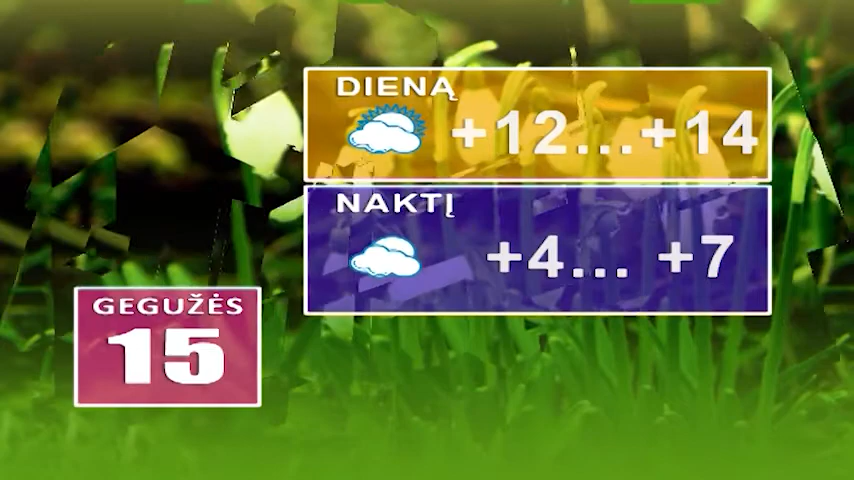 DIENĄ
+12...+14
NAKTĮ
+4... +7
GEGUŽĖS
15